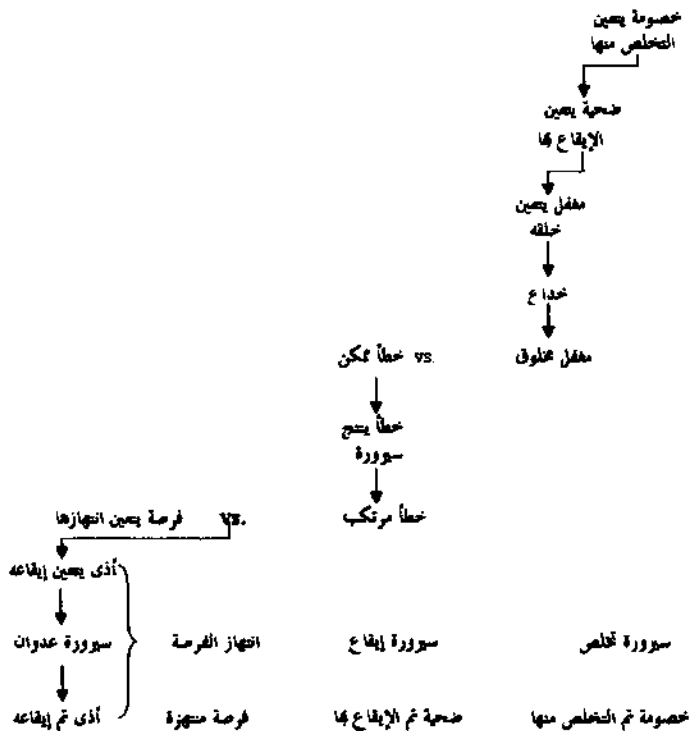 خصومة يتعين
التخلص منها
ضحية يتعين
الإيقاع بها
مغفل يتعين
خلقه
خداع
مغفل مخلوق vs. خطأ ممكن
خطأ ينتج
سيرورة
خطأ مرتكب vs. فرصة يتعين انتهازها
أذى يتعين إيقاعه
سيرورة تخلص سيرورة إيقاع انتهاز الفرصة سيرورة عدوان
خصومة تم التخلص منها ضحية تم الإيقاع بها فرصة منتهزة أذى تم إيقاعه